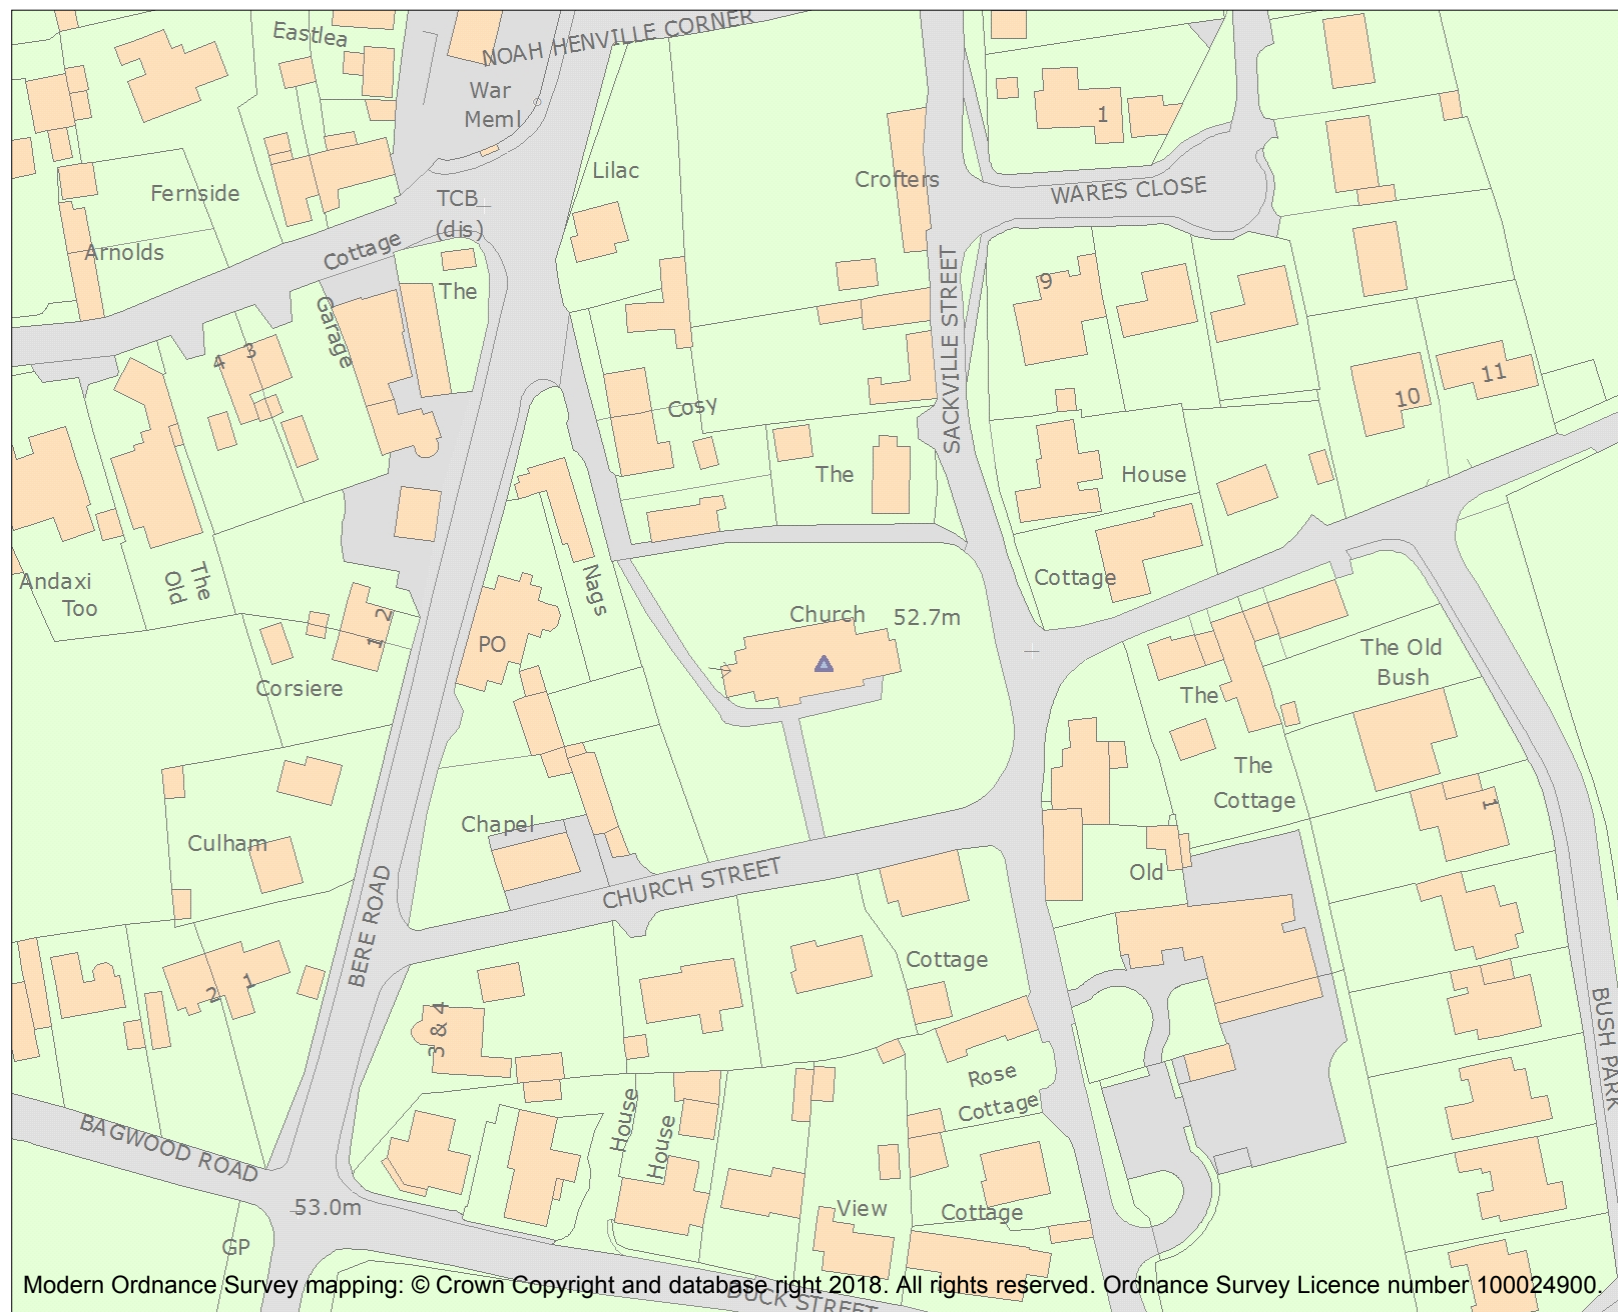 Eastlea
NOAH HENVILLE CORNER
War
Meml
1
Lilac
Crofters
WARES CLOSE
Fernside
TCB
(dis)
Arnolds
Cottage
The
Garage
SACKVILLE STREET
9
4
3
Cosy
10
11
The
House
Andaxi
Too
The
Old
Nags
Cottage
Church
52.7m
2
1
PO
Corsiere
The Old
Bush
The
The
Cottage
1
Chapel
Culham
CHURCH STREET
Old
BERE ROAD
Cottage
2
1
3 & 4
BUSH PARK
Rose
Cottage
House
House
BAGWOOD ROAD
53.0m
View
Cottage
GP
DUCK STREET
Modern Ordnance Survey mapping: © Crown Copyright and database right 2018. All rights reserved. Ordnance Survey Licence number 100024900.